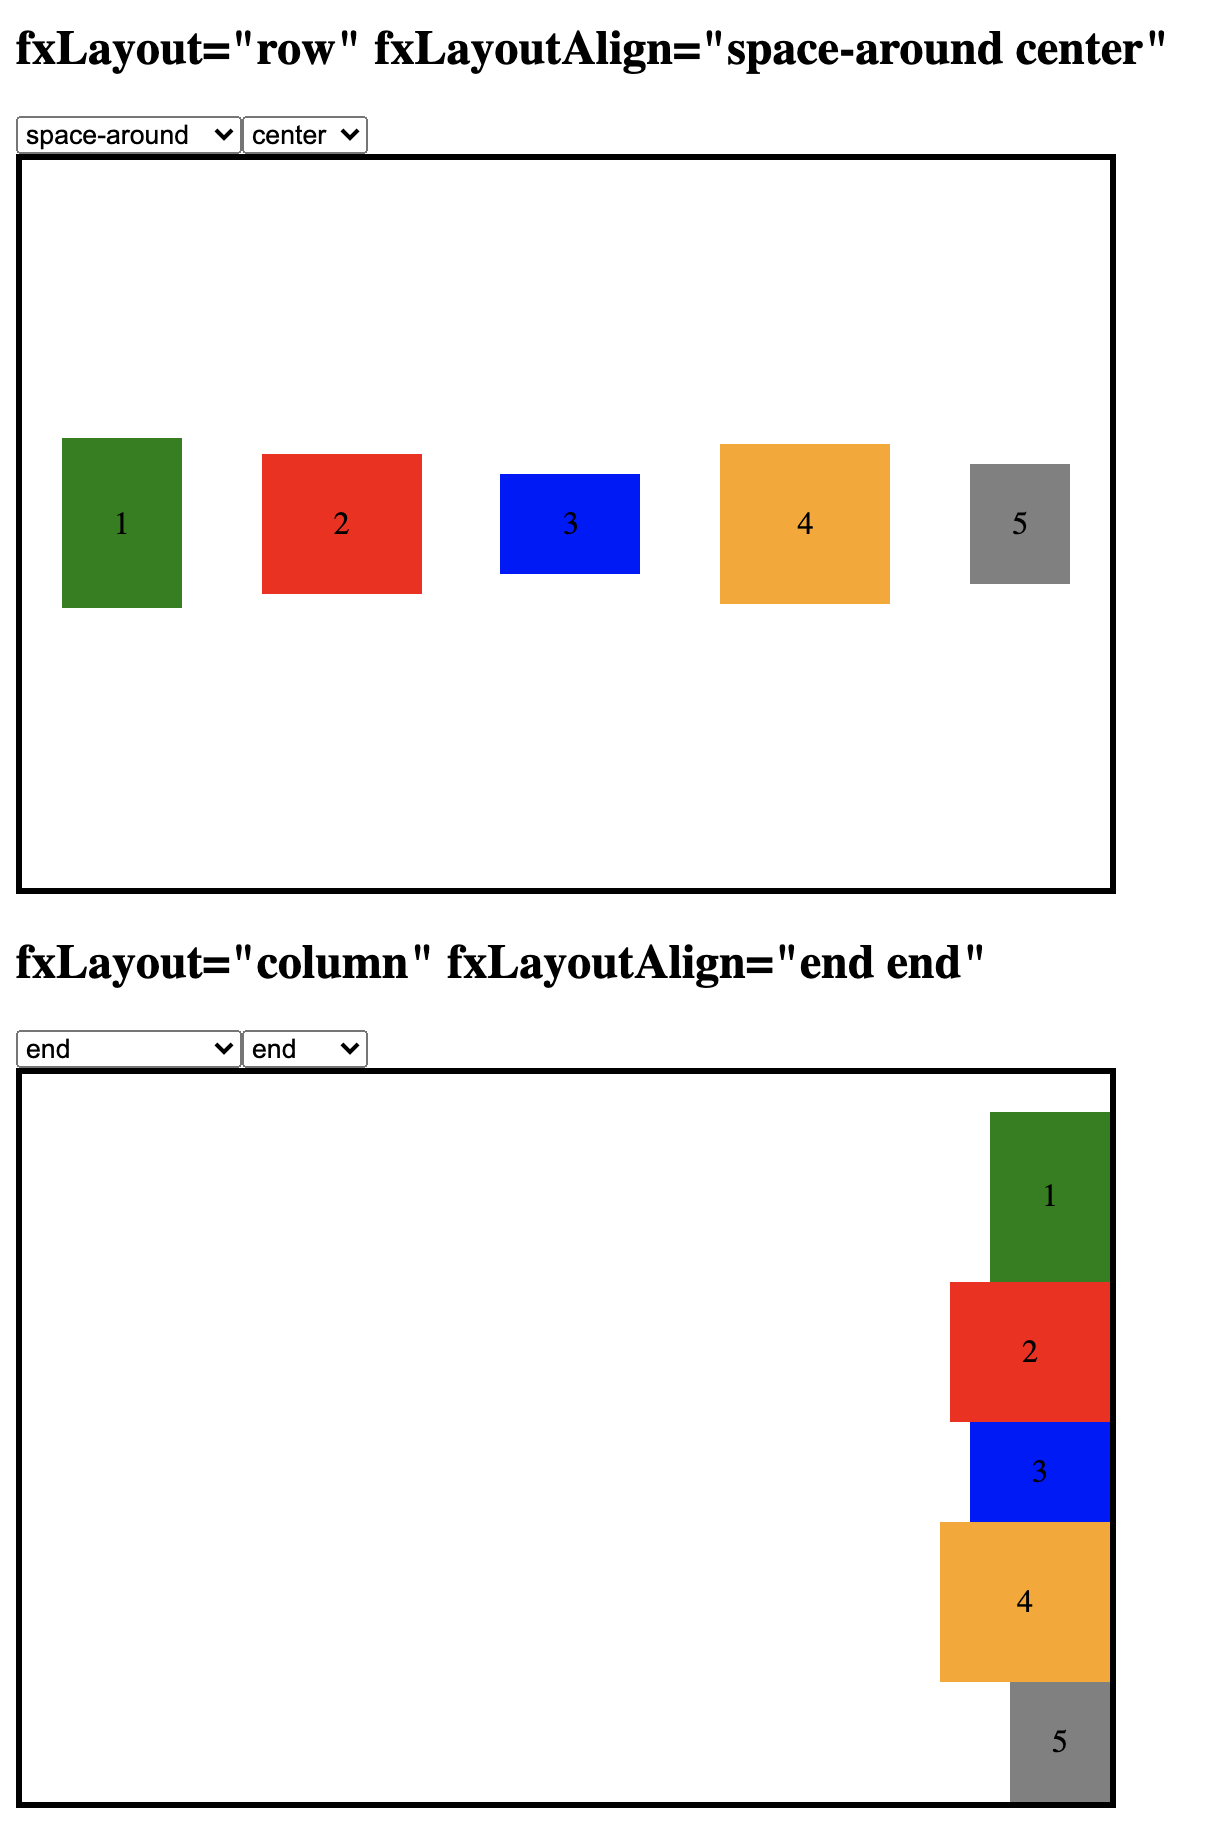 fxLayout="row" fxLayoutAlign="space-around center"
space-around center
1 2 3 4 5
fxLayout="column" fxLayoutAlign="end end"
end end
1
2
3
4
5